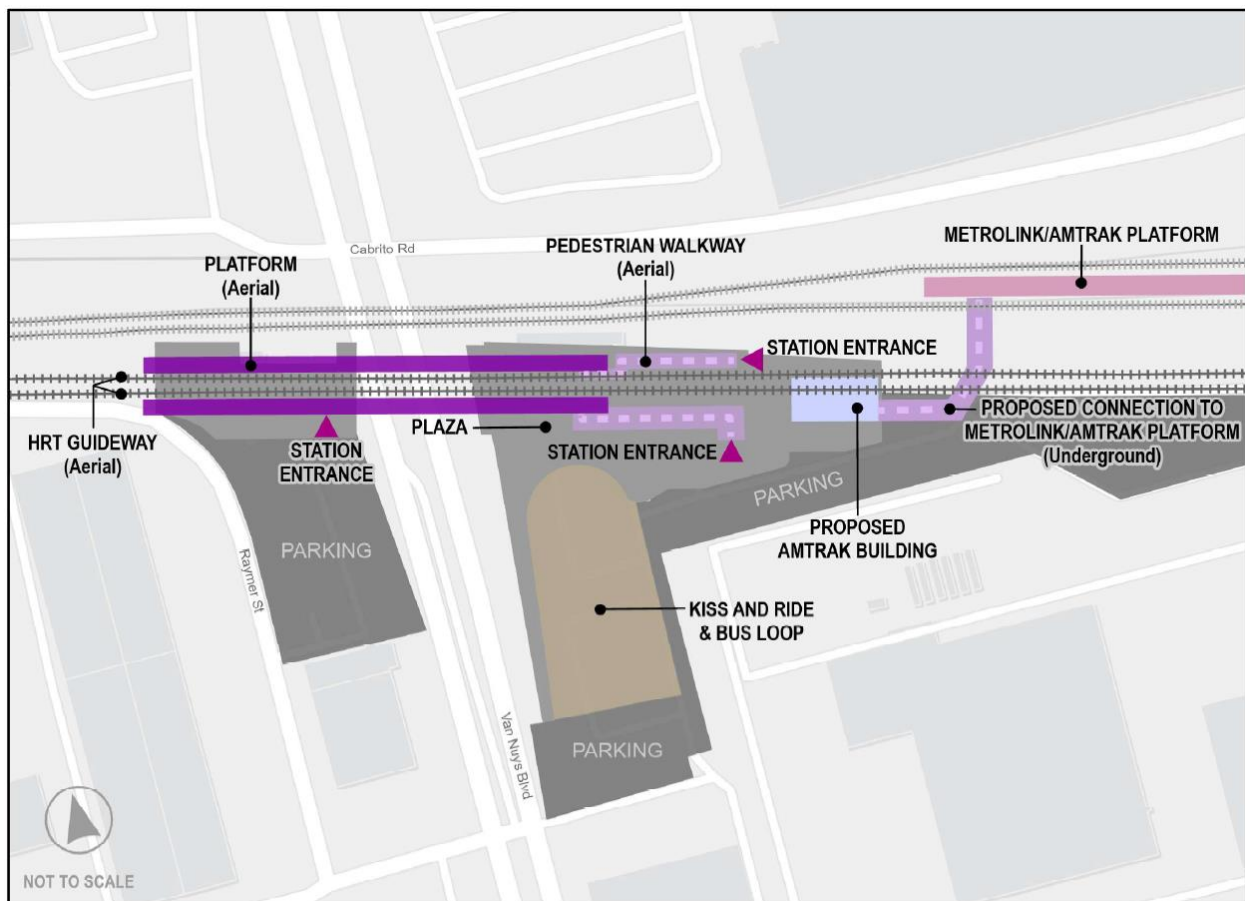 METROLINK/AMTRAK PLATFORM
Cabrito Rd
PEDESTRIAN WALKWAY
(Aerial)
PLATFORM
(Aerial)
STATION ENTRANCE
HRT GUIDEWAY
(Aerial)
STATION
ENTRANCE
PLAZA
STATION ENTRANCE
PROPOSED CONNECTION TO
METROLINK/AMTRAK PLATFORM
(Underground)
PARKING
PROPOSED
AMTRAK BUILDING
PARKING
Raymer St
KISS AND RIDE
& BUS LOOP
Van Nuys Blvd
PARKING
NOT TO SCALE